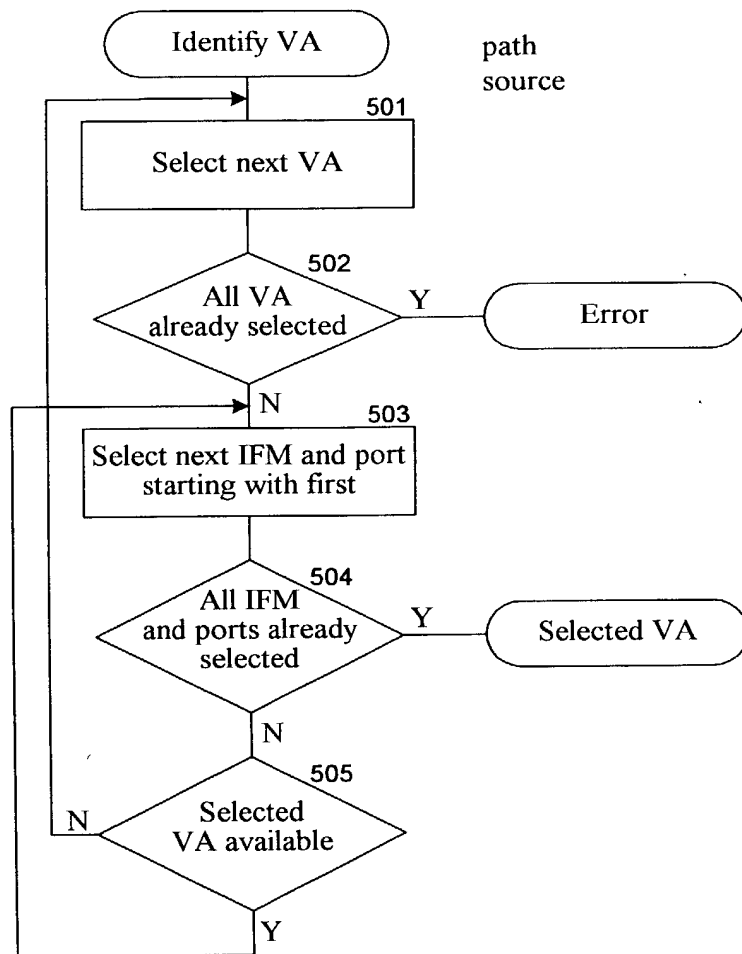 Identify VA
path
source
501
Select next VA
502
All VA
already selected
Y
Error
N
503
Select next IFM and port
starting with first
504
All IFM
and ports already
selected
Y
Selected VA
N
505
Selected
VA available
N
Y